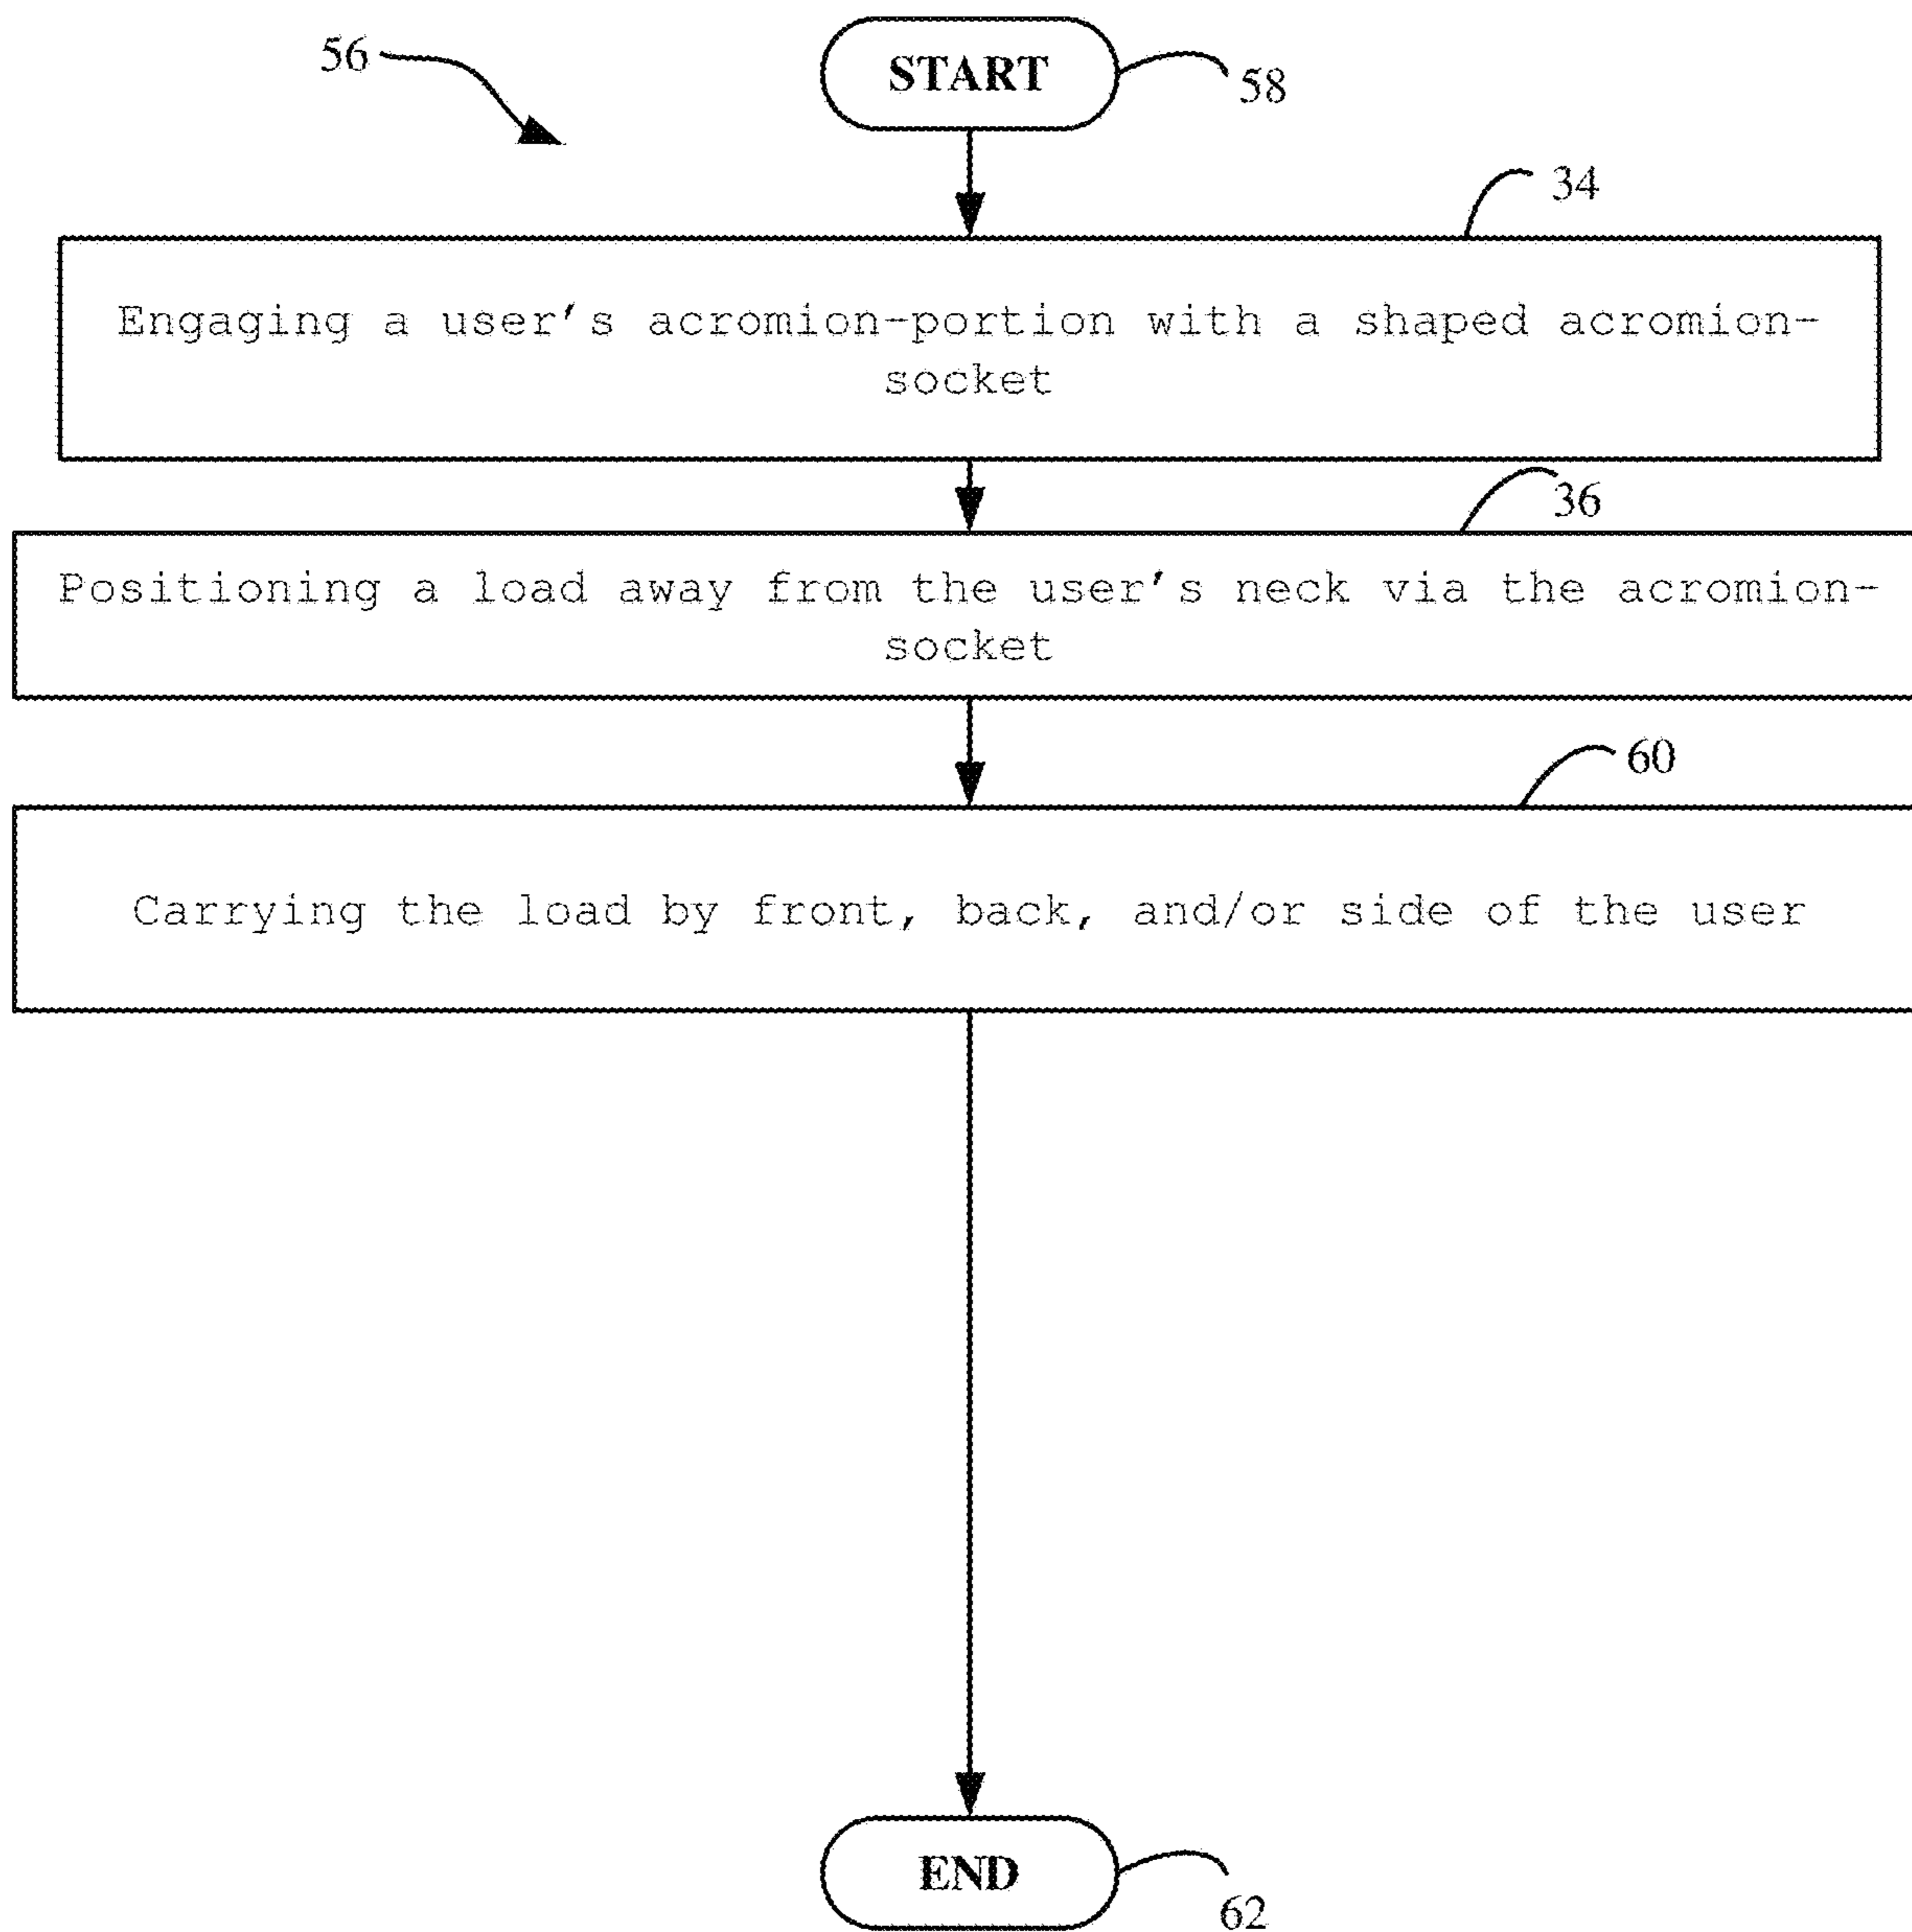 56
START
58
34
Engaging a user's acromion-portion with a shaped acromion-
socket
36
Positioning a load away from the user's neck via the acromion-
socket
60
Carrying the load by front, back, and/or side of the user
END
62